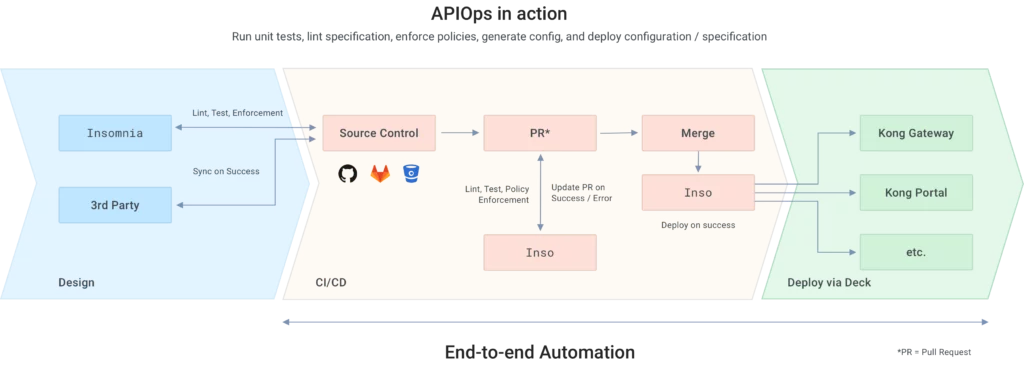 APIOps in action
Run unit tests, lint specification, enforce policies, generate config, and deploy configuration / specification
Lint, Test, Enforcement
Insomnia
Sync on Success
3rd Party
Design
Source Control
PR*
Merge
Lint, Test, Policy
Enforcement
Update PR on
Success / Error
Inso
Inso
Deploy on success
CI/CD
Kong Gateway
Kong Portal
etc.
Deploy via Deck
End-to-end Automation
*PR = Pull Request